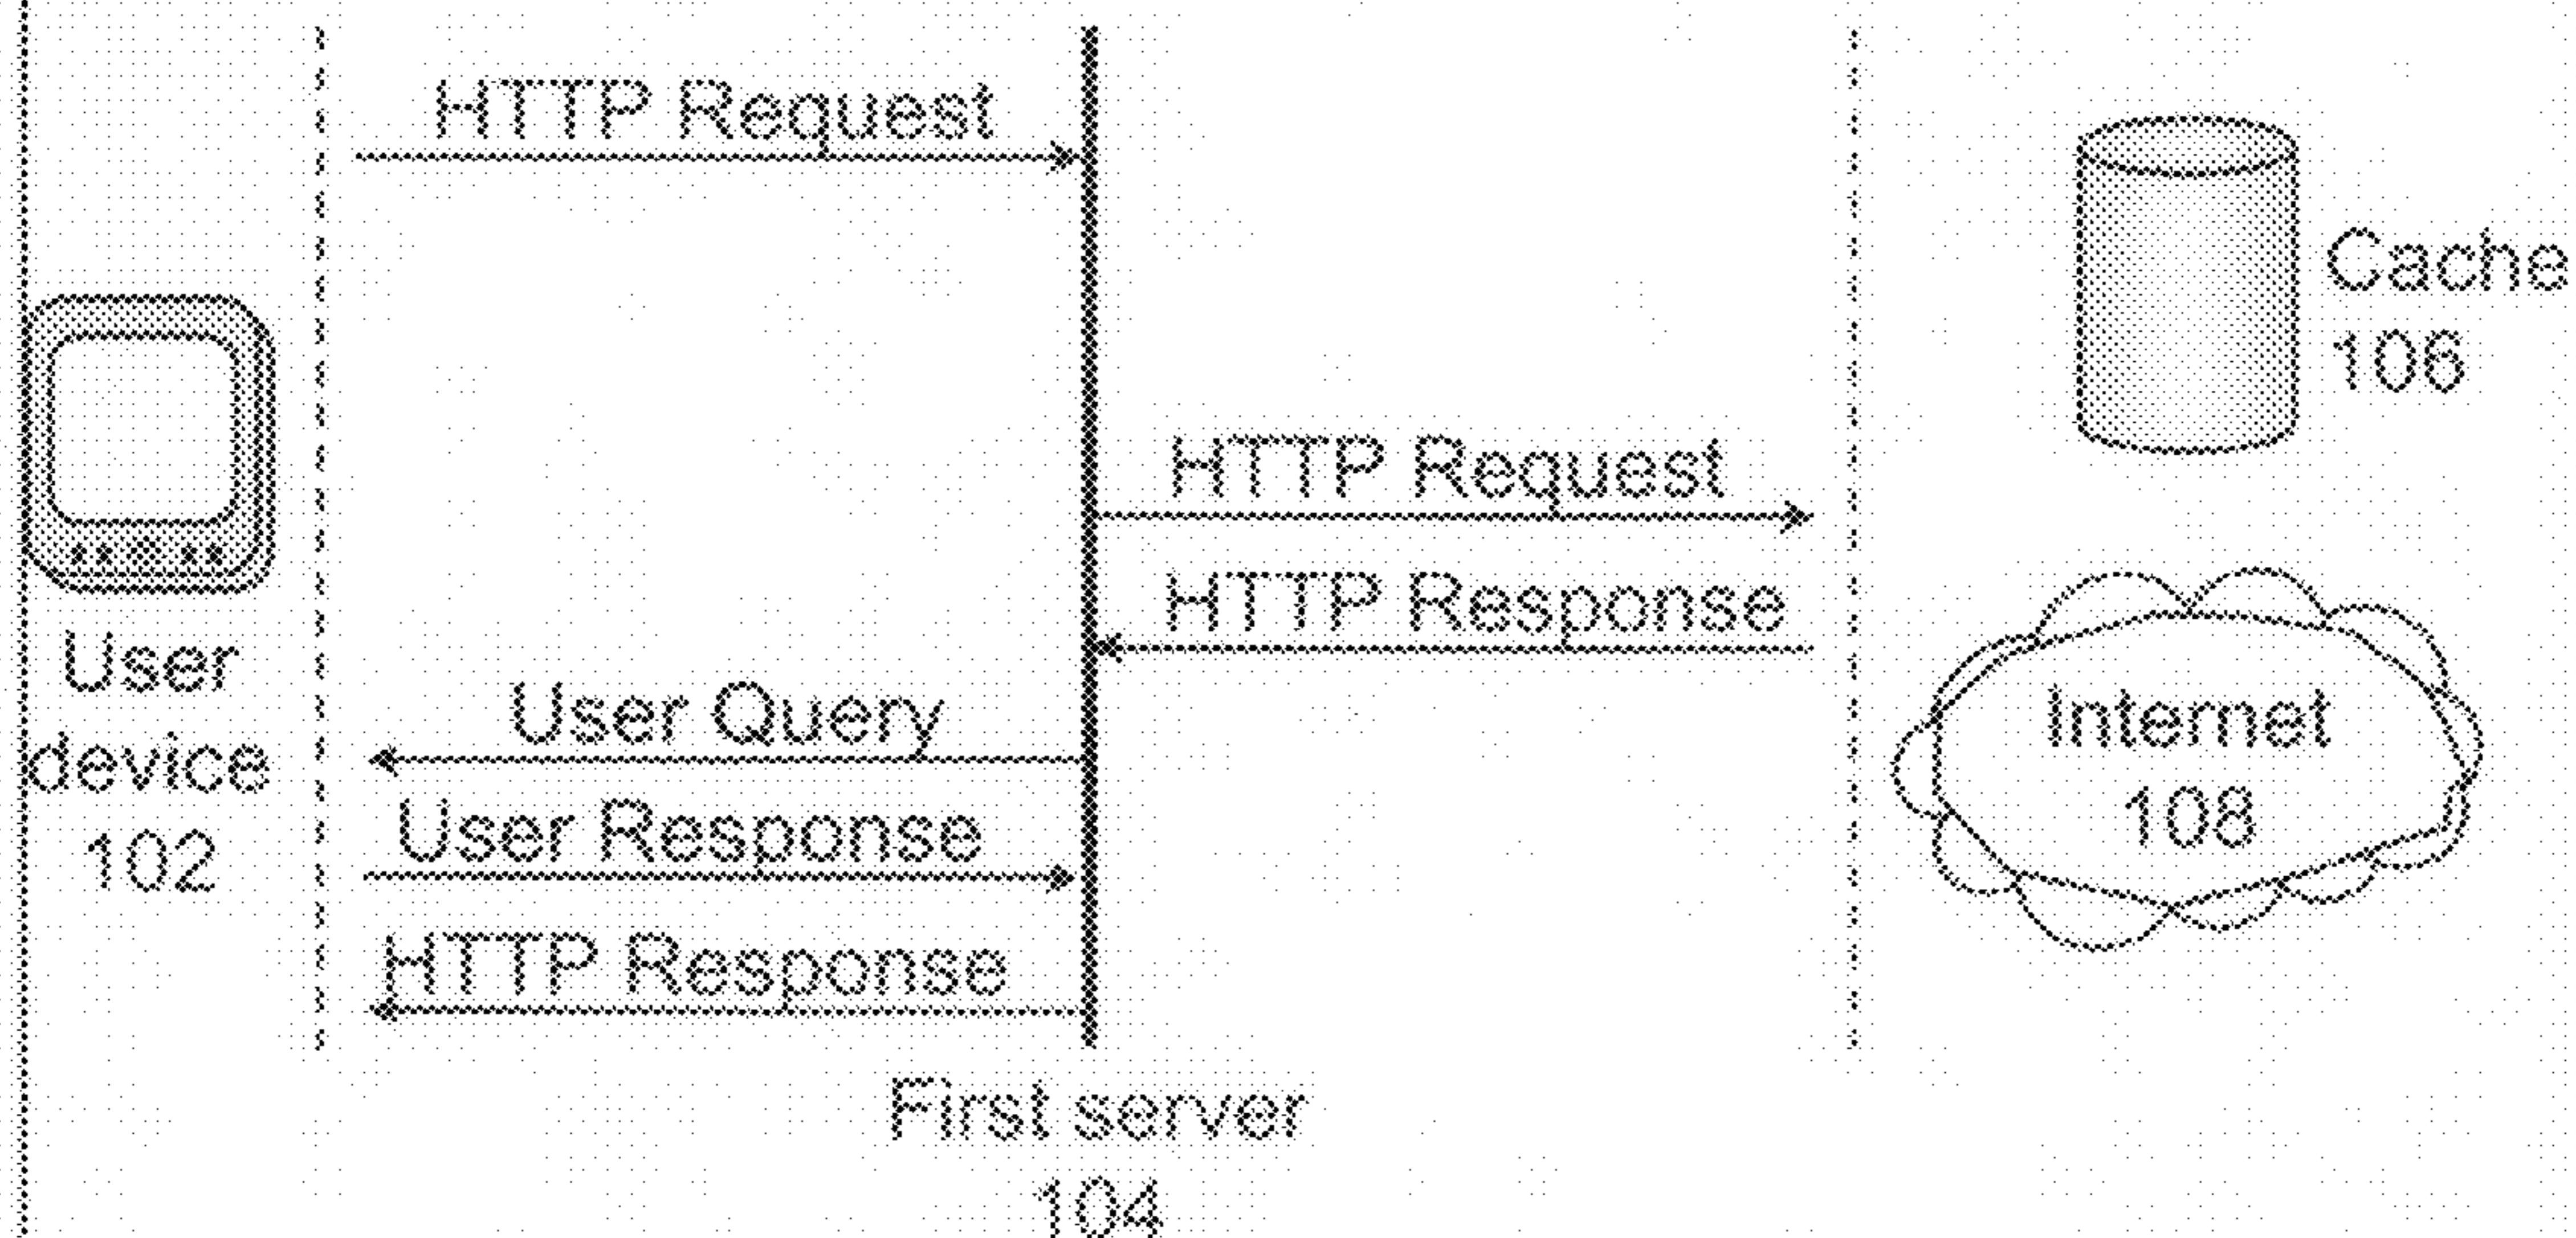 HTTP Request
Cache
106
HTTP Request
HTTP Response
User
device
102
User Query
User Response
HTTP Response
Internet
108
First server
104